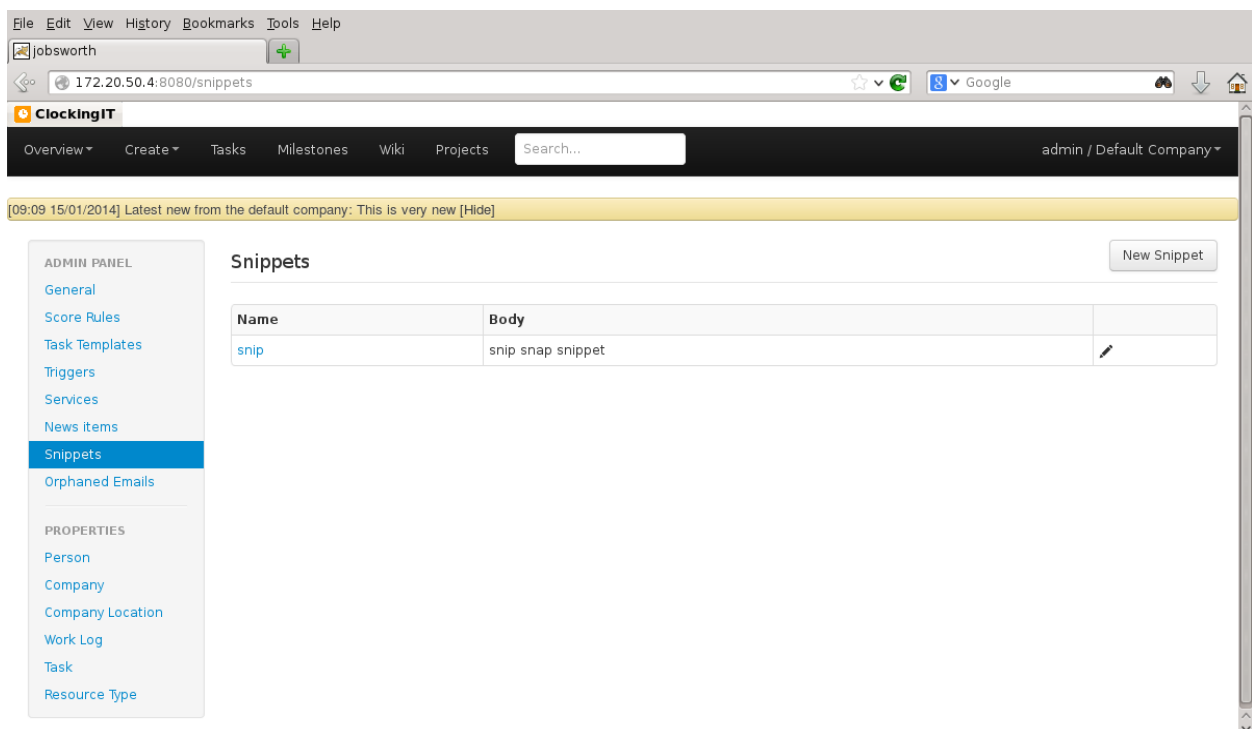 File Edit View History Bookmarks Tools Help
jobsworth
172.20.50.4:8080/snippets
Google
ClockingIT
Overview Create Tasks Milestones Wiki Projects Search... admin / Default Company
[09:09 15/01/2014] Latest new from the default company: This is very new [Hide]
ADMIN PANEL
General
Score Rules
Task Templates
Triggers
Services
News items
Snippets
Orphaned Emails
PROPERTIES
Person
Company
Company Location
Work Log
Task
Resource Type
Snippets
New Snippet
Name Body
snip snip snap snippet